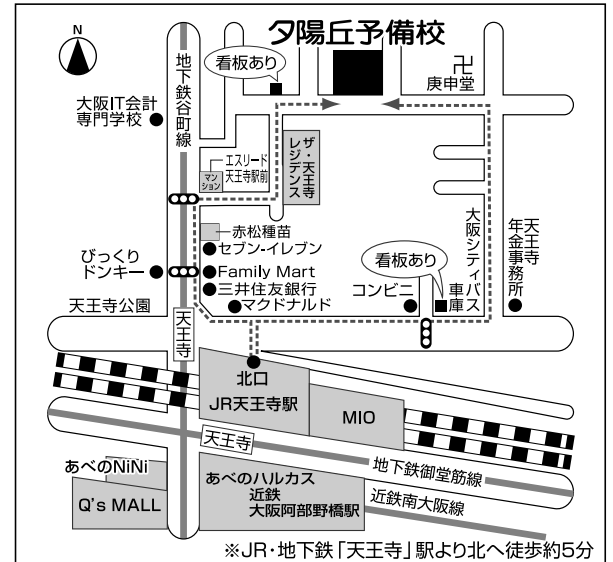 N
夕陽丘予備校
看板あり
卍
庚申堂
大阪IT会計
専門学校
地下鉄谷町線
エスリード
天王寺駅前
マン
ション
ザ・天王寺
レジデンス
赤松種苗
セブン-イレブン
びっくり
ドンキー
Family Mart
三井住友銀行
マクドナルド
看板あり
コンビニ
大阪シティバス
車庫
天王寺
年金事務所
天王寺公園
天王寺
北口
JR天王寺駅
MIO
天王寺
地下鉄御堂筋線
あべのNiNi
Q's MALL
あべのハルカス
近鉄
大阪阿部野橋駅
近鉄南大阪線
※JR・地下鉄「天王寺」駅より北へ徒歩約5分